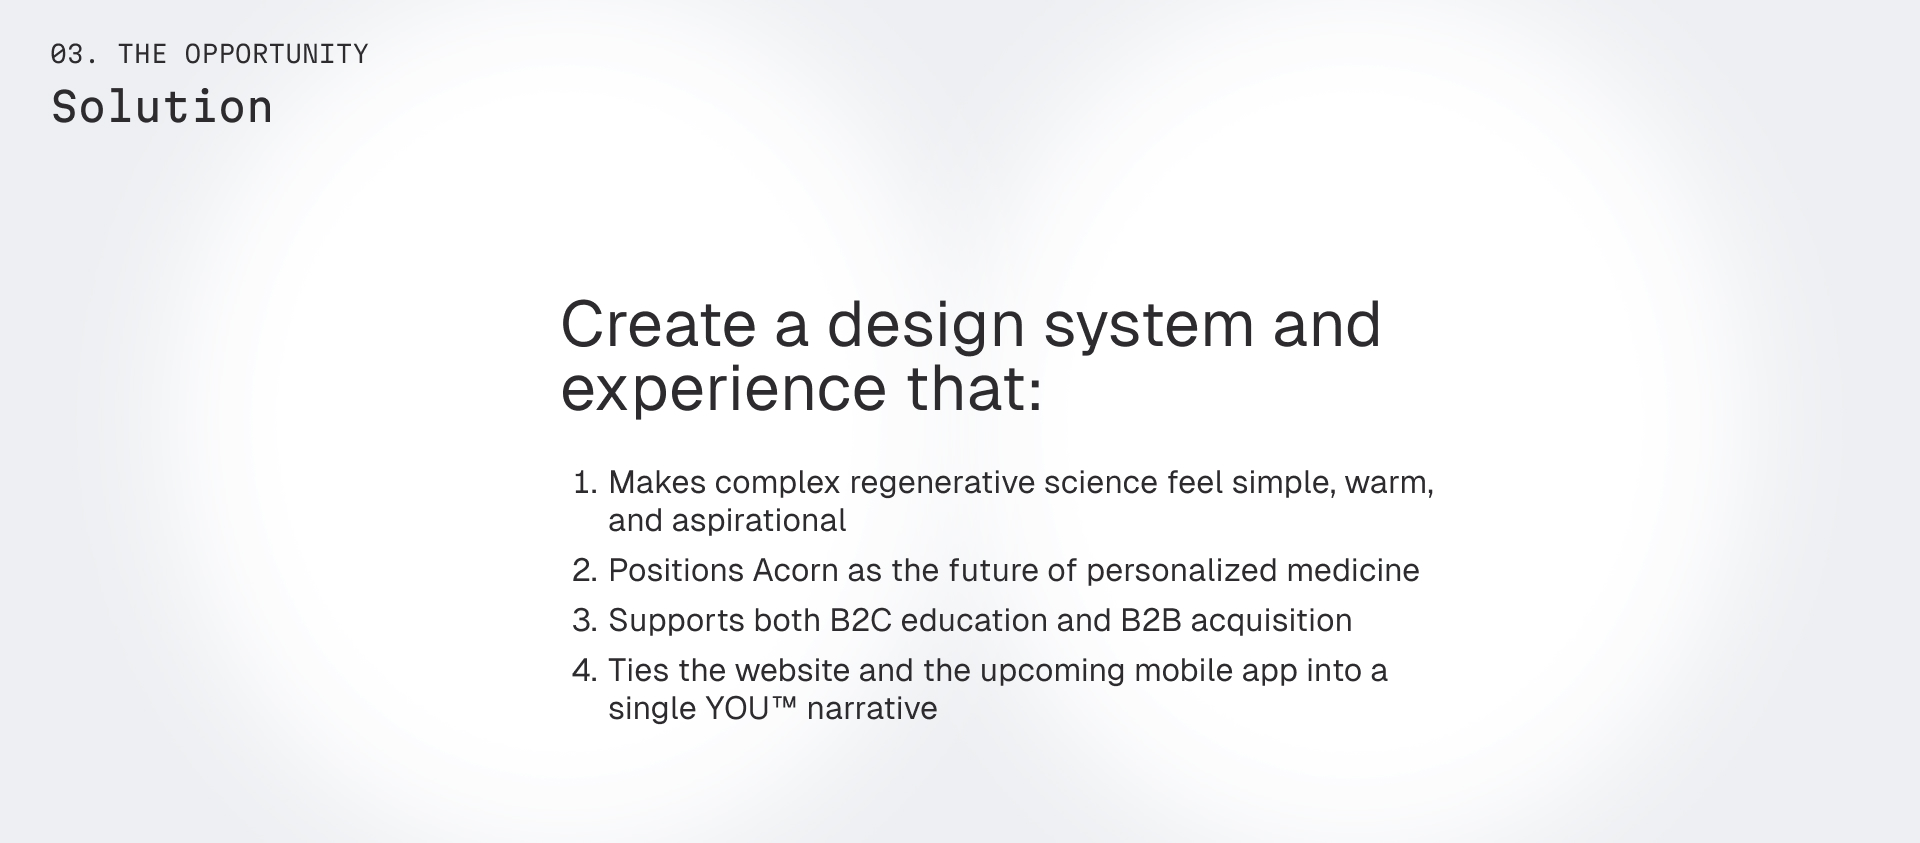 03. THE OPPORTUNITY
Solution
Create a design system and
experience that:
1. Makes complex regenerative science feel simple, warm,
and aspirational
2. Positions Acorn as the future of personalized medicine
3. Supports both B2C education and B2B acquisition
4. Ties the website and the upcoming mobile app into a
single YOU™ narrative